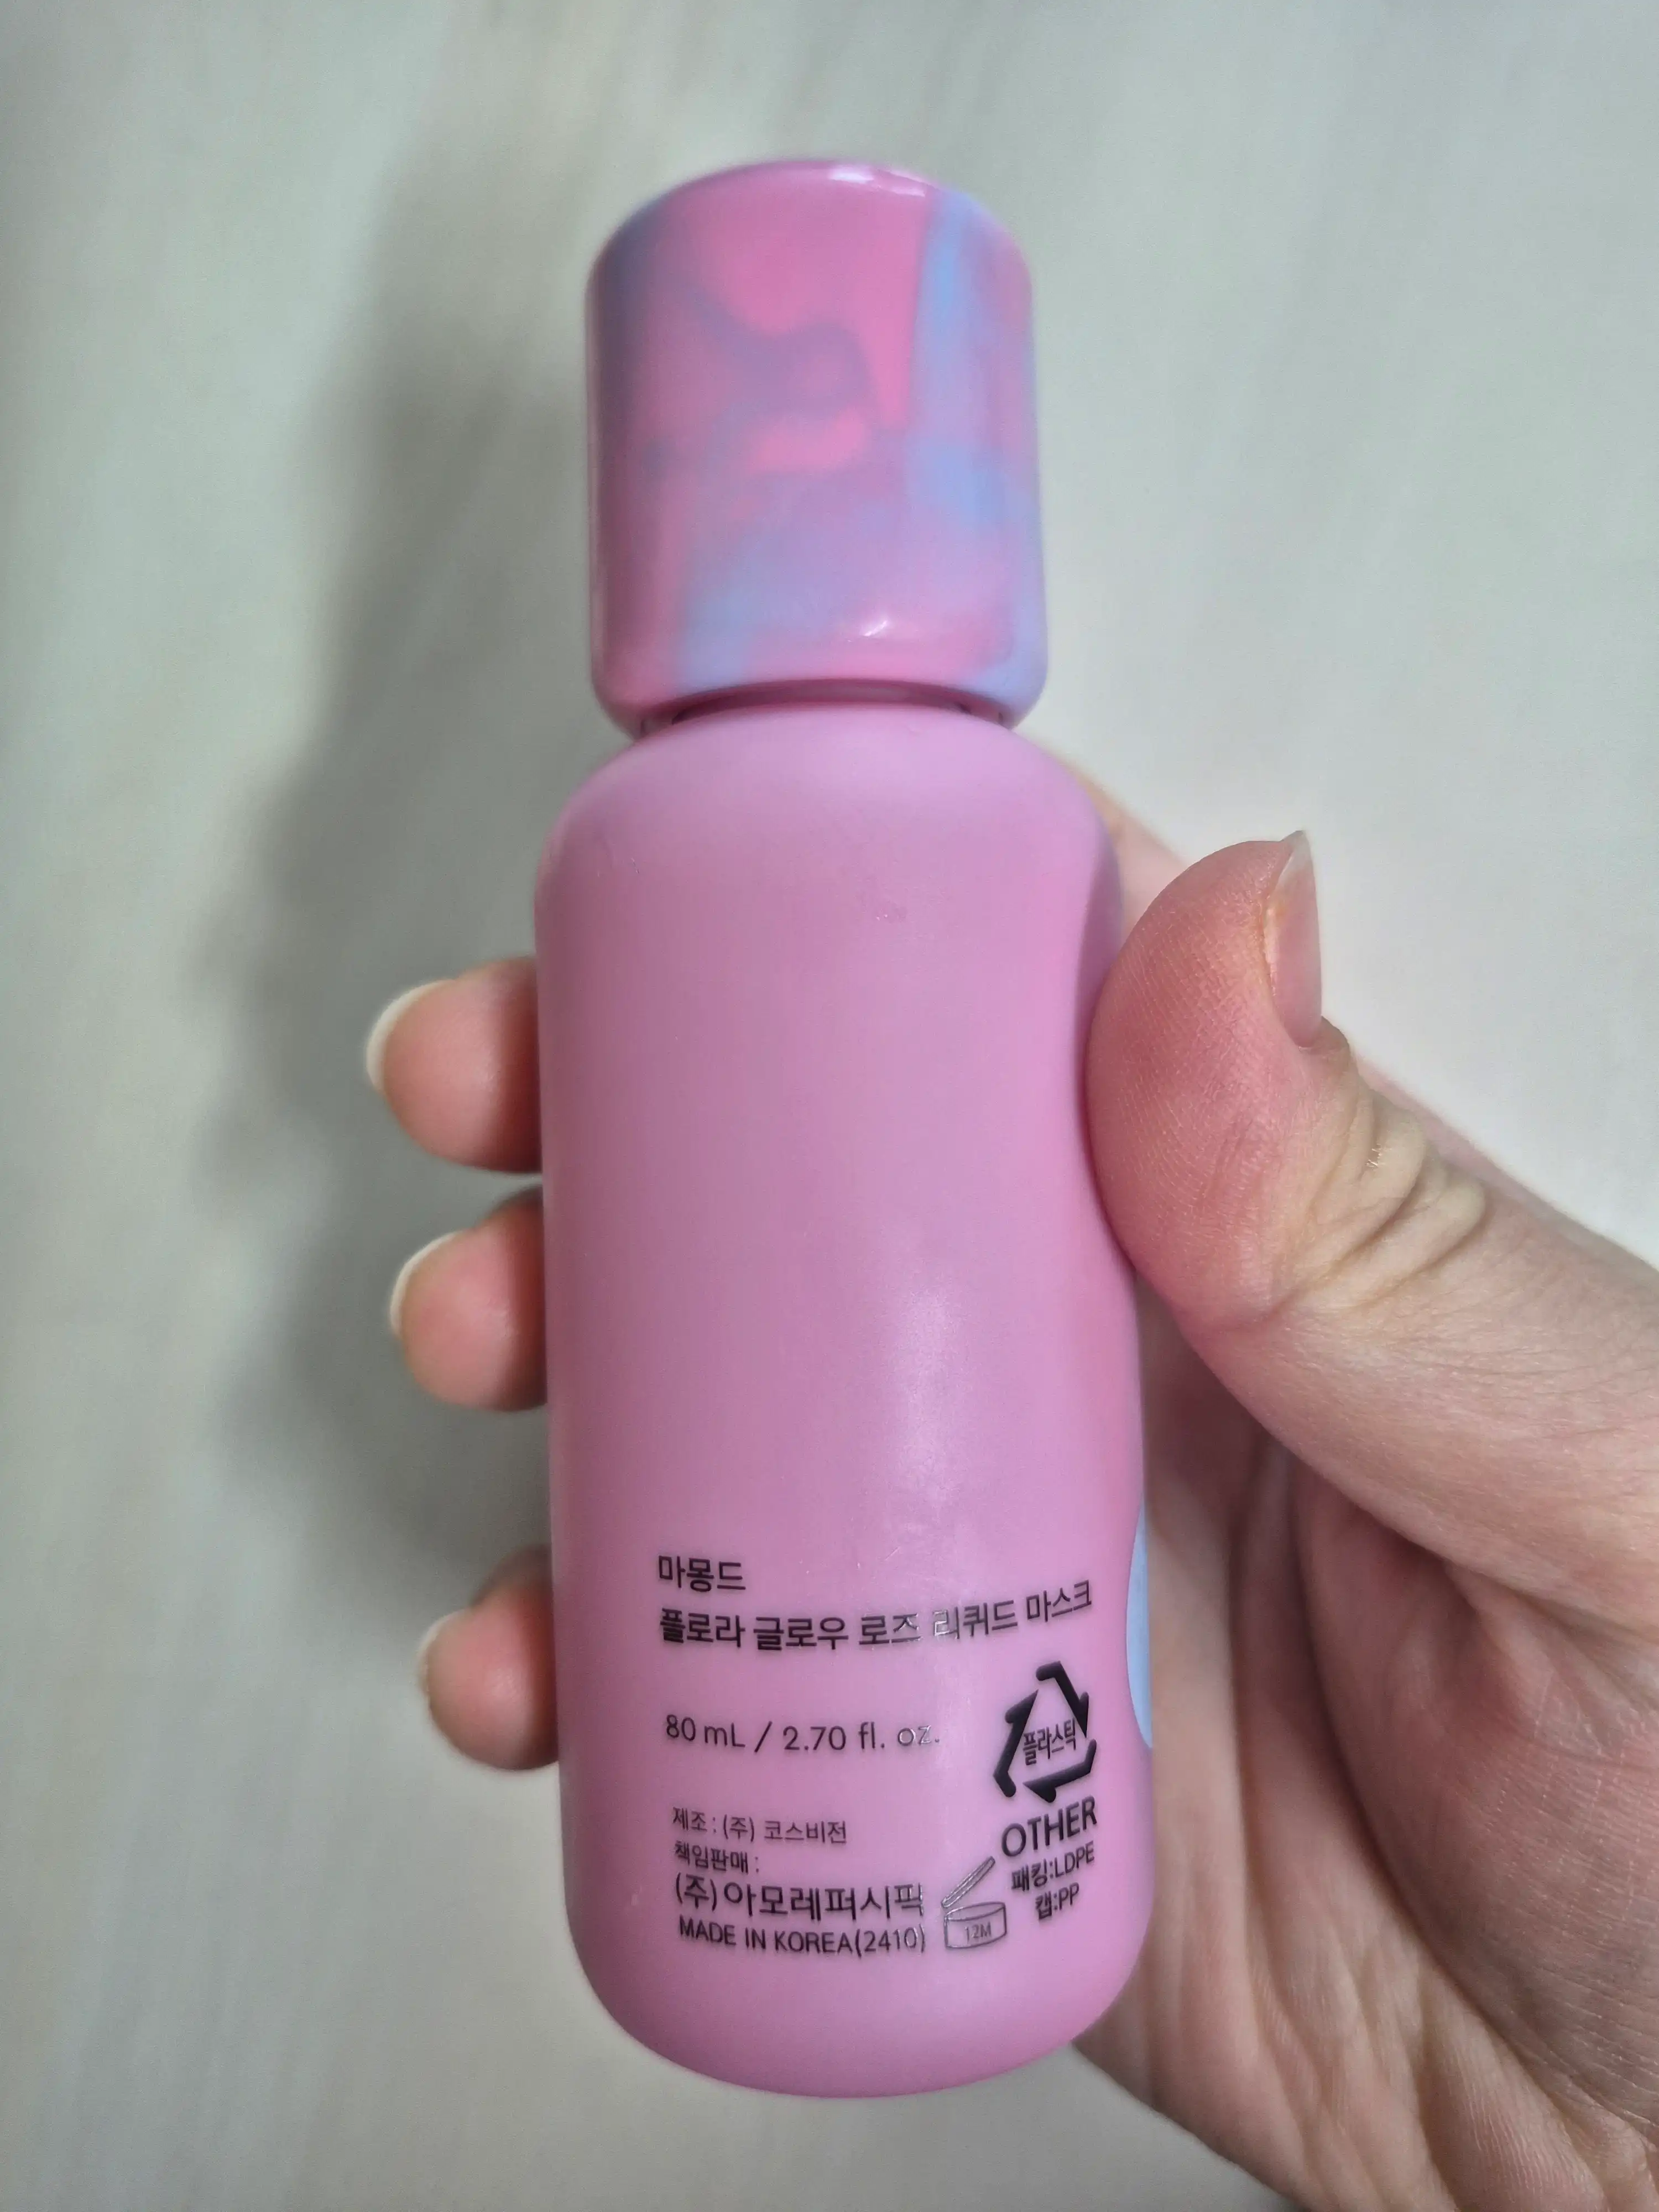 마몽드
플로라 글로우 로즈 리퀴드 마스크
80 mL / 2.70 fl. oz.
플라스틱
OTHER
패킹:LDPE
캡:PP
제조 : (주) 코스비전
책임판매 :
(주)아모레퍼시픽
MADE IN KOREA(2410)
12M